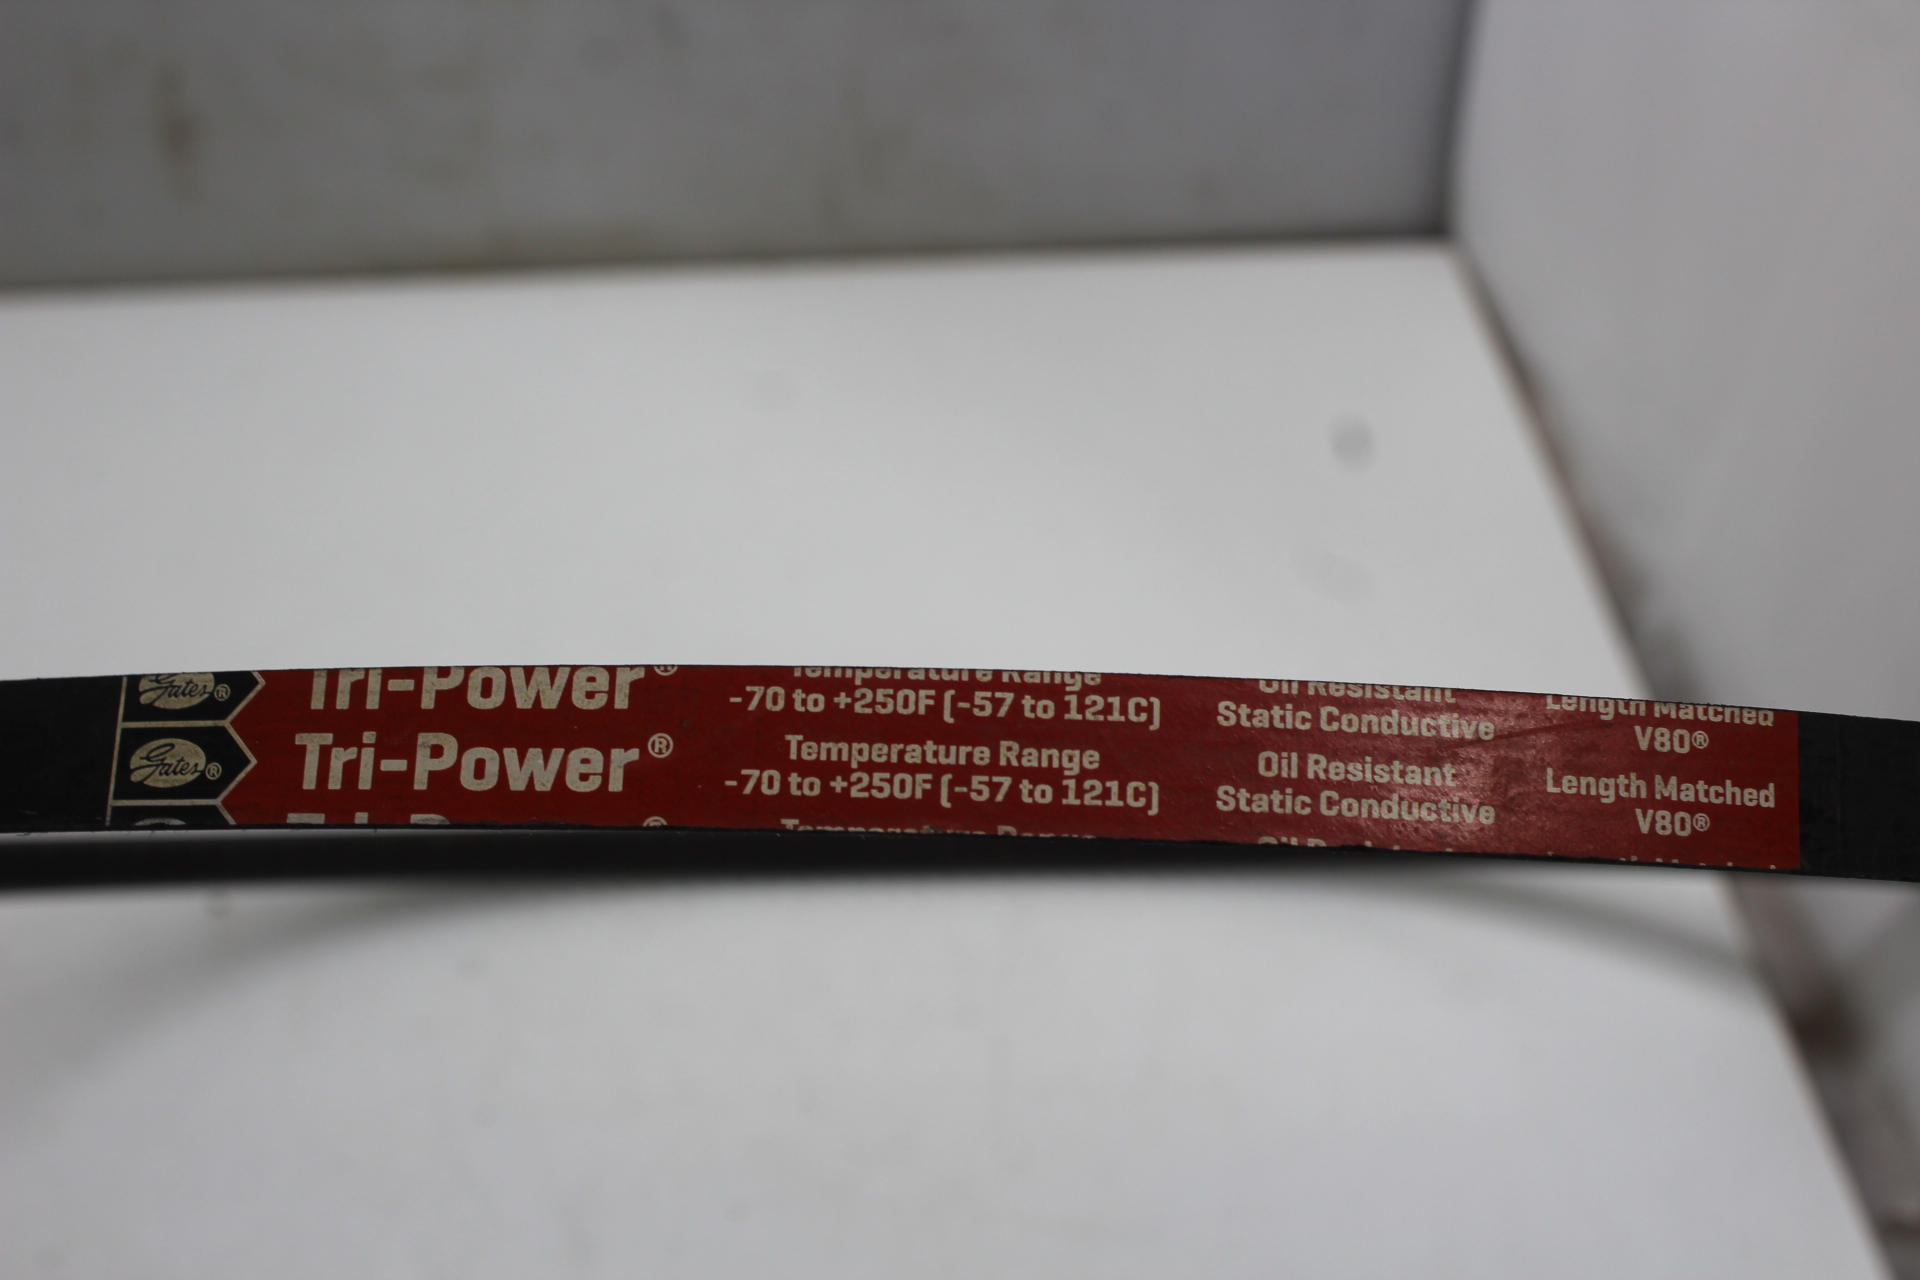 Gates®
Tri-Power®
Temperature Range
-70 to +250F (-57 to 121C)
Oil Resistant
Static Conductive
Length Matched
V80®
Gates®
Tri-Power®
Temperature Range
-70 to +250F (-57 to 121C)
Oil Resistant
Static Conductive
Length Matched
V80®